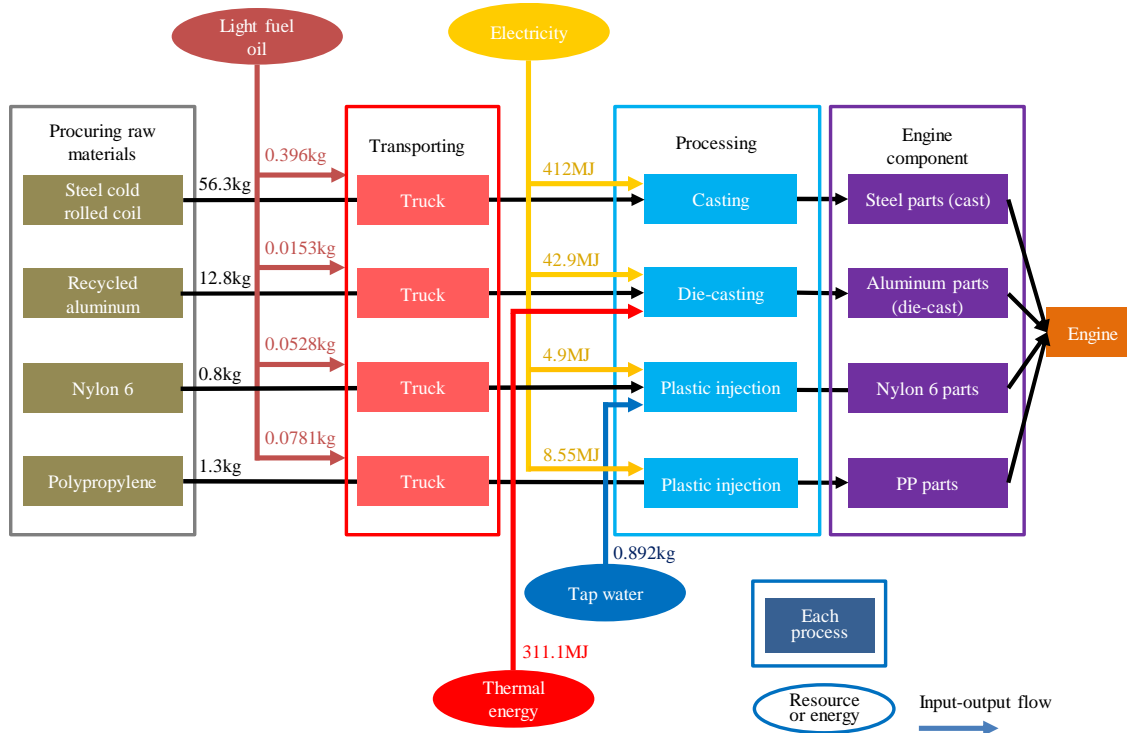 Light fuel
oil
Electricity
Procuring raw
materials
Transporting
Processing
Engine
component
0.396kg
412MJ
56.3kg
Steel cold
rolled coil
Truck
Casting
Steel parts (cast)
0.0153kg
42.9MJ
12.8kg
Recycled
aluminum
Truck
Die-casting
Aluminum parts
(die-cast)
Engine
0.0528kg
4.9MJ
0.8kg
Nylon 6
Truck
Plastic injection
Nylon 6 parts
0.0781kg
8.55MJ
1.3kg
Polypropylene
Truck
Plastic injection
PP parts
0.892kg
Tap water
311.1MJ
Thermal
energy
Each
process
Resource
or energy
Input-output flow